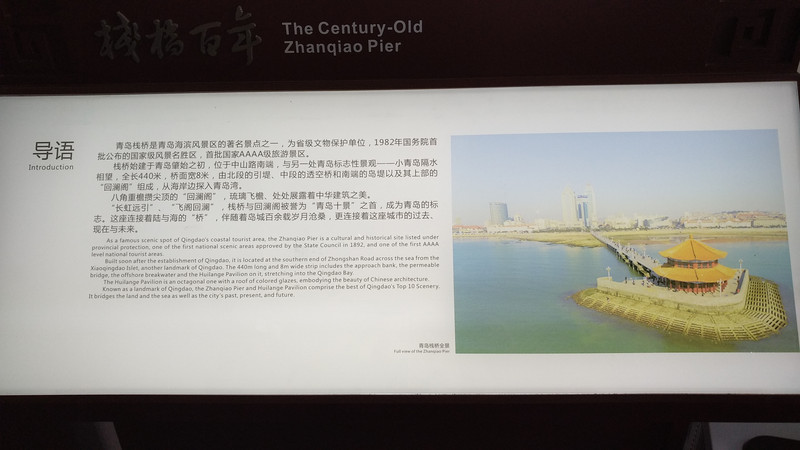 栈桥百年
The Century-Old
Zhanqiao Pier
导语
Introduction
青岛栈桥是青岛海滨风景区的著名景点之一，为省级文物保护单位，1982年国务院首
批公布的国家级风景名胜区，首批国家AAAA级旅游景区。
栈桥始建于青岛肇始之初，位于中山路南端，与另一处青岛标志性景观——小青岛隔水
相望，全长440米，桥面宽8米，由北段的引堤、中段的透空桥和南端的岛堤以及其上部的
“回澜阁”组成，从海岸边探入青岛湾。
八角重檐攒尖顶的“回澜阁”，琉璃飞檐、处处展露着中华建筑之美。
“长虹远引”、“飞阁回澜”，栈桥与回澜阁被誉为“青岛十景”之首，成为青岛的标
志。这座连接着陆与海的“桥”，伴随着岛城百余载岁月沧桑，更连接着这座城市的过去、
现在与未来。
As a famous scenic spot of Qingdao's coastal tourist area, the Zhanqiao Pier is a cultural and historical site listed under
provincial protection, one of the first national scenic areas approved by the State Council in 1892, and one of the first AAAA
level national tourist areas.
Built soon after the establishment of Qingdao, it is located at the southern end of Zhongshan Road across the sea from the
Xiaoqingdao Islet, another landmark of Qingdao. The 440m long and 8m wide strip includes the approach bank, the permeable
bridge, the offshore breakwater and the Huilange Pavilion on it, stretching into the Qingdao Bay.
The Huilange Pavilion is an octagonal one with a roof of colored glazes, embodying the beauty of Chinese architecture.
Known as a landmark of Qingdao, the Zhanqiao Pier and Huilange Pavilion comprise the best of Qingdao's Top 10 Scenery.
It bridges the land and the sea as well as the city's past, present, and future.
青岛栈桥全景
Full view of the Zhanqiao Pier